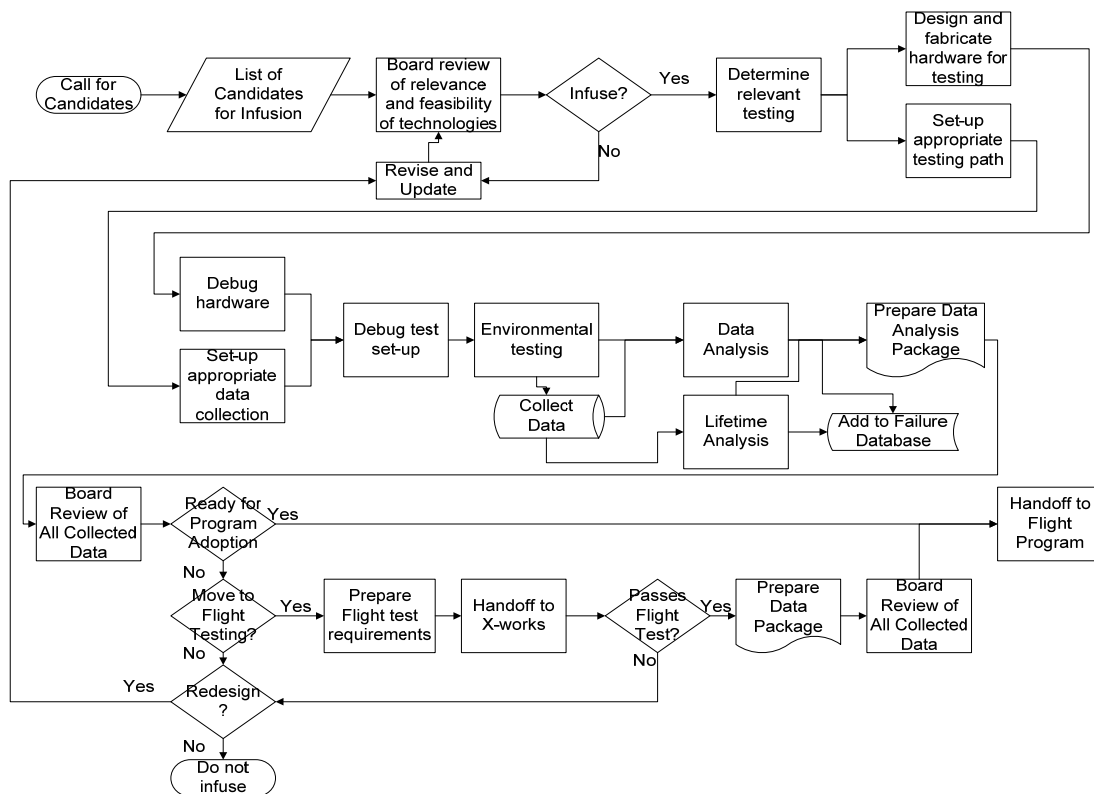 Call for
Candidates
List of
Candidates
for Infusion
Board review
of relevance
and feasibility
of technologies
Infuse?
Yes
No
Revise and
Update
Determine
relevant
testing
Design and
fabricate
hardware for
testing
Set-up
appropriate
testing path
Debug
hardware
Set-up
appropriate
data
collection
Debug test
set-up
Environmental
testing
Collect
Data
Data
Analysis
Lifetime
Analysis
Prepare Data
Analysis
Package
Add to Failure
Database
Board
Review of
All Collected
Data
Ready for
Program
Adoption
Yes
No
Handoff to
Flight
Program
Move to
Flight
Testing?
Yes
No
Prepare
Flight test
requirements
Handoff to
X-works
Passes
Flight
Test?
Yes
No
Prepare
Data
Package
Board
Review of
All Collected
Data
Redesign
?
Yes
No
Do not
infuse